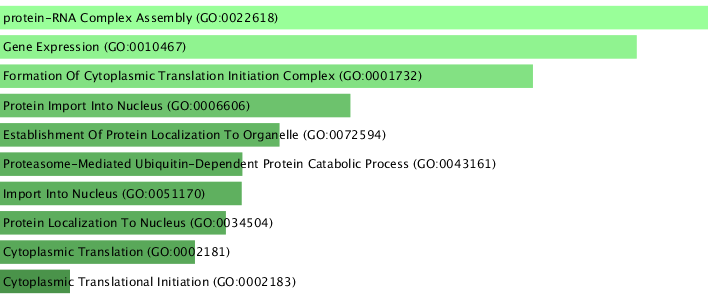 protein-RNA Complex Assembly (GO:0022618)
Gene Expression (GO:0010467)
Formation Of Cytoplasmic Translation Initiation Complex (GO:0001732)
Protein Import Into Nucleus (GO:0006606)
Establishment Of Protein Localization To Organelle (GO:0072594)
Proteasome-Mediated Ubiquitin-Dependent Protein Catabolic Process (GO:0043161)
Import Into Nucleus (GO:0051170)
Protein Localization To Nucleus (GO:0034504)
Cytoplasmic Translation (GO:0002181)
Cytoplasmic Translational Initiation (GO:0002183)